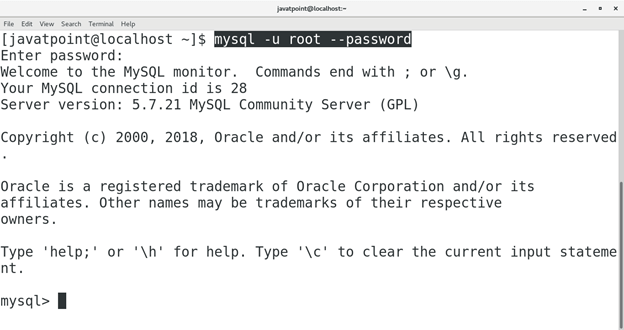 javatpoint@localhost:~
File Edit View Search Terminal Help
[javatpoint@localhost ~]$ mysql -u root --password
Enter password:
Welcome to the MySQL monitor.  Commands end with ; or \g.
Your MySQL connection id is 28
Server version: 5.7.21 MySQL Community Server (GPL)
Copyright (c) 2000, 2018, Oracle and/or its affiliates. All rights reserved
.
Oracle is a registered trademark of Oracle Corporation and/or its
affiliates. Other names may be trademarks of their respective
owners.
Type 'help;' or '\h' for help. Type '\c' to clear the current input stateme
nt.
mysql>